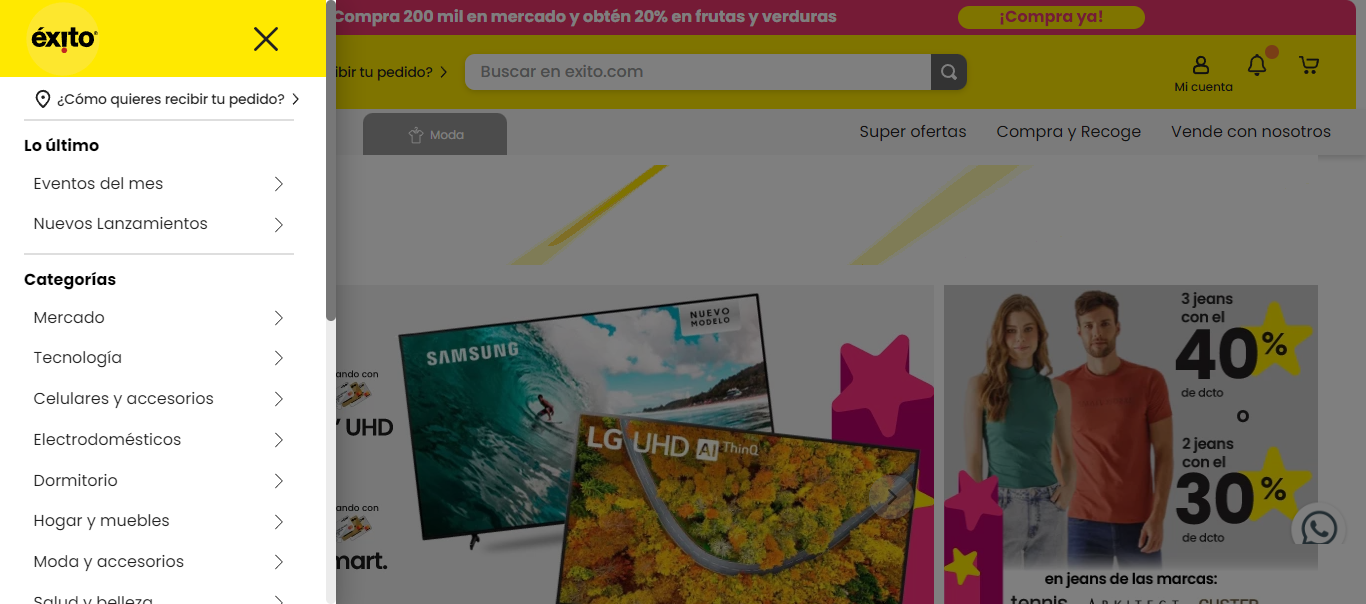 Compra 200 mil en mercado y obtén 20% en frutas y verduras
¡Compra ya!
éxito
ibir tu pedido?
Buscar en exito.com
Mi cuenta
¿Cómo quieres recibir tu pedido?
Moda
Super ofertas
Compra y Recoge
Vende con nosotros
Lo último
Eventos del mes
Nuevos Lanzamientos
Categorías
Mercado
Tecnología
Celulares y accesorios
Electrodomésticos
Dormitorio
Hogar y muebles
Moda y accesorios
Salud y belleza
NUEVO
MODELO
SAMSUNG
ando con
Y UHD
LG UHD AI ThinQ
ando con
mart.
3 jeans
con el
40%
de dcto
o
2 jeans
con el
30%
de dcto
en jeans de las marcas:
tennis ARKITECT CUSTER